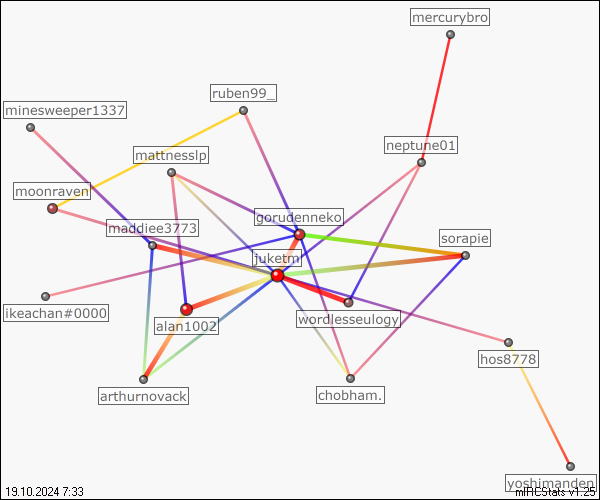 mercurybro
ruben99_
minesweeper1337
neptune01
mattnesslp
moonraven
gorudenneko
maddiee3773
sorapie
juketm
ikeachan#0000
wordlesseulogy
alan1002
hos8778
arthurnovack
chobham.
yoshimanden
19.10.2024 7:33
mIRCStats v1.25